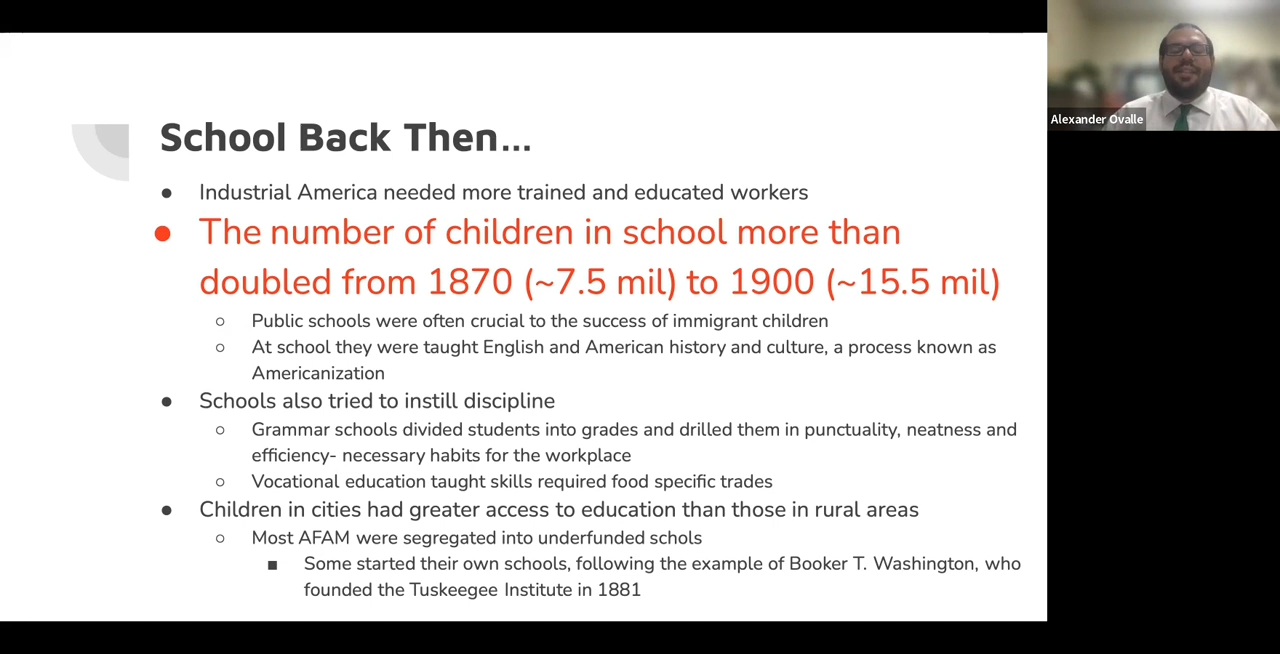 School Back Then...
● Industrial America needed more trained and educated workers
● The number of children in school more than
doubled from 1870 (~7.5 mil) to 1900 (~15.5 mil)
○ Public schools were often crucial to the success of immigrant children
○ At school they were taught English and American history and culture, a process known as
Americanization
● Schools also tried to instill discipline
○ Grammar schools divided students into grades and drilled them in punctuality, neatness and
efficiency- necessary habits for the workplace
○ Vocational education taught skills required food specific trades
● Children in cities had greater access to education than those in rural areas
○ Most AFAM were segregated into underfunded schols
■ Some started their own schools, following the example of Booker T. Washington, who
founded the Tuskeegee Institute in 1881
Alexander Ovalle